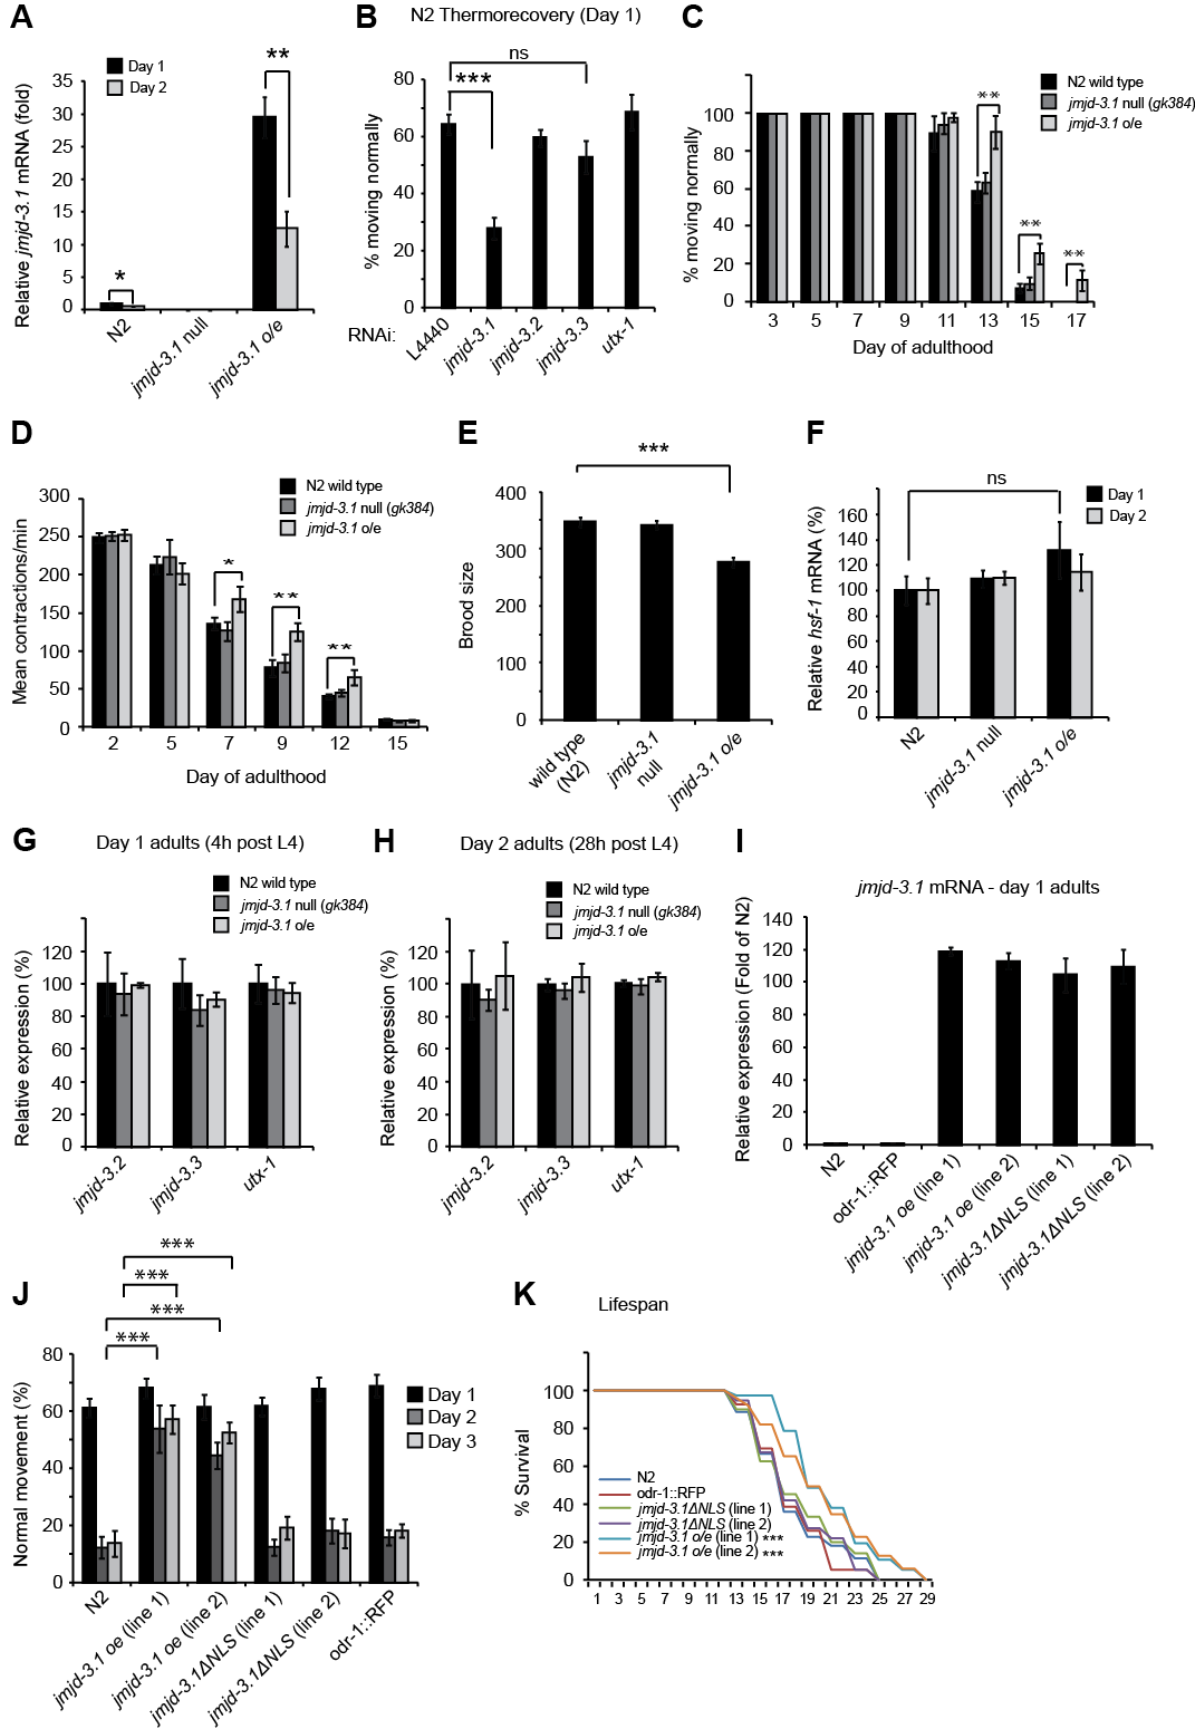 A
Day 1
Day 2
**
*
Relative jmjd-3.1 mRNA (fold)
35
30
25
20
15
10
5
0
N2
jmjd-3.1 null
jmjd-3.1 o/e
B
N2 Thermorecovery (Day 1)
ns
***
% moving normally
80
60
40
20
0
RNAi:
L4440
jmjd-3.1
jmjd-3.2
jmjd-3.3
utx-1
C
N2 wild type
jmjd-3.1 null (gk384)
jmjd-3.1 o/e
**
**
**
% moving normally
100
80
60
40
20
0
3 5 7 9 11 13 15 17
Day of adulthood
D
N2 wild type
jmjd-3.1 null (gk384)
jmjd-3.1 o/e
*
**
**
Mean contractions/min
300
250
200
150
100
50
0
2 5 7 9 12 15
Day of adulthood
E
***
Brood size
400
300
200
100
0
wild type
(N2)
jmjd-3.1
null
jmjd-3.1 o/e
F
ns
Day 1
Day 2
Relative hsf-1 mRNA (%)
160
140
120
100
80
60
40
20
0
N2
jmjd-3.1 null
jmjd-3.1 o/e
G
Day 1 adults (4h post L4)
N2 wild type
jmjd-3.1 null (gk384)
jmjd-3.1 o/e
Relative expression (%)
120
100
80
60
40
20
0
jmjd-3.2
jmjd-3.3
utx-1
H
Day 2 adults (28h post L4)
N2 wild type
jmjd-3.1 null (gk384)
jmjd-3.1 o/e
Relative expression (%)
120
100
80
60
40
20
0
jmjd-3.2
jmjd-3.3
utx-1
I
jmjd-3.1 mRNA - day 1 adults
Relative expression (Fold of N2)
140
120
100
80
60
40
20
0
N2
odr-1::RFP
jmjd-3.1 oe (line 1)
jmjd-3.1 oe (line 2)
jmjd-3.1ΔNLS (line 1)
jmjd-3.1ΔNLS (line 2)
J
***
***
***
***
Day 1
Day 2
Day 3
Normal movement (%)
80
60
40
20
0
N2
jmjd-3.1 oe (line 1)
jmjd-3.1 oe (line 2)
jmjd-3.1ΔNLS (line 1)
jmjd-3.1ΔNLS (line 2)
odr-1::RFP
K
Lifespan
% Survival
100
80
60
40
20
0
N2
odr-1::RFP
jmjd-3.1ΔNLS (line 1)
jmjd-3.1ΔNLS (line 2)
jmjd-3.1 o/e (line 1) ***
jmjd-3.1 o/e (line 2) ***
1 3 5 7 9 11 13 15 17 19 21 23 25 27 29